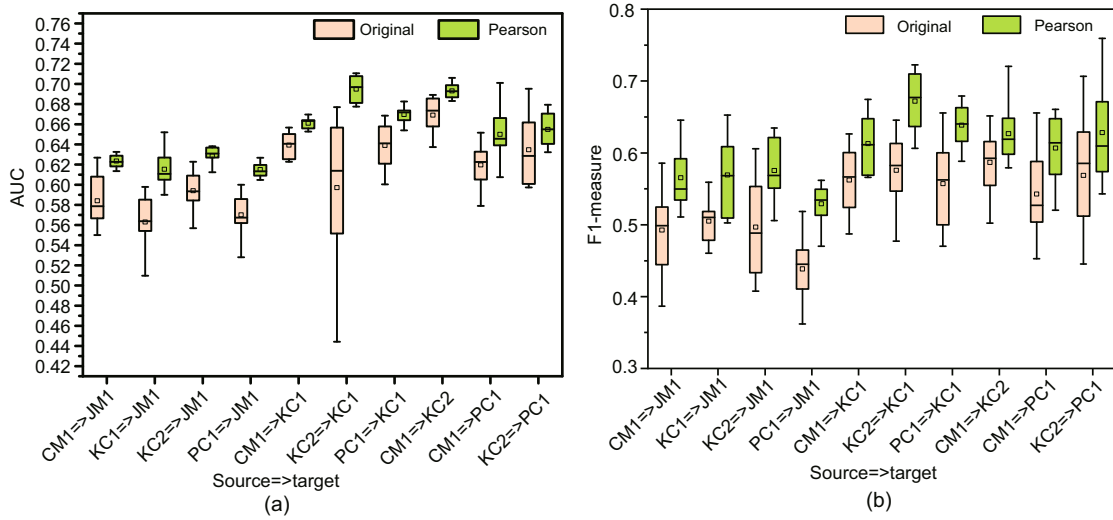 0.76
0.74
0.72
0.70
0.68
0.66
0.64
0.62
0.60
0.58
0.56
0.54
0.52
0.50
0.48
0.46
0.44
0.42
AUC
Original Pearson
CM1=>JM1
KC1=>JM1
KC2=>JM1
PC1=>JM1
CM1=>KC1
KC2=>KC1
PC1=>KC1
CM1=>KC2
CM1=>PC1
KC2=>PC1
Source=>target
(a)
0.8
0.7
0.6
0.5
0.4
0.3
F1-measure
Original Pearson
CM1=>JM1
KC1=>JM1
KC2=>JM1
PC1=>JM1
CM1=>KC1
KC2=>KC1
PC1=>KC1
CM1=>KC2
CM1=>PC1
KC2=>PC1
Source=>target
(b)